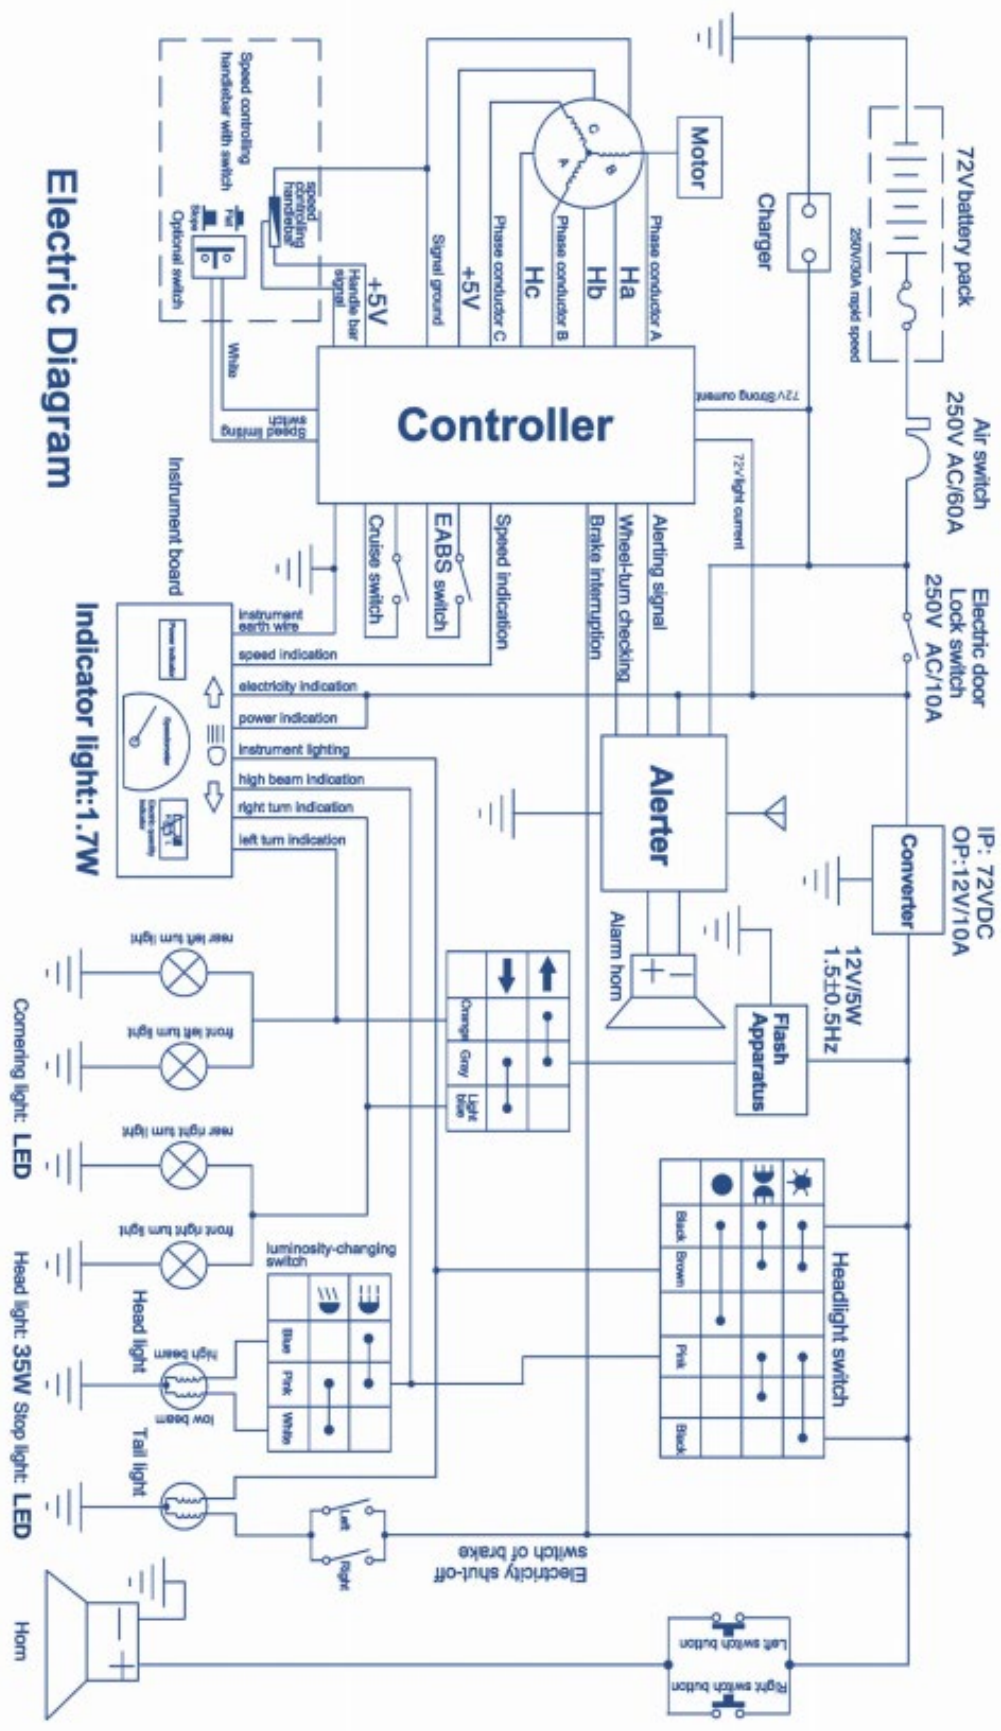 72V battery pack
250V/30A rapid speed
Air switch
250V AC/60A
Electric door
Lock switch
250V AC/10A
IP: 72VDC
OP:12V/10A
Converter
Charger
Motor
A
B
C
Phase conductor A
Ha
Hb
Phase conductor B
Hc
Phase conductor C
+5V
Signal ground
+5V
Handle bar
signal
speed
controlling
handlebar
Speed controlling
handlebar with switch
Flat
Slope
Optional switch
White
Speed limiting
switch
Controller
72V Strong current
72V light current
Alerting signal
Wheel-turn checking
Brake interruption
Speed indication
EABS switch
Cruise switch
Alerter
Alarm horn
+
−
12V/5W
1.5±0.5Hz
Flash
Apparatus
Instrument board
instrument
earth wire
speed indication
electricity indication
power indication
instrument lighting
high beam indication
right turn indication
left turn indication
Power indicator
Speedometer
Electric quantity
indicator
Indicator light:1.7W
Orange
Gray
Light
blue
Headlight switch
Black
Brown
Pink
Black
luminosity-changing
switch
Blue
Pink
White
rear left turn light
front left turn light
rear right turn light
front right turn light
Head light
high beam
low beam
Tail light
Left
Right
Electricity shut-off
switch of brake
Left switch button
Right switch button
Horn
+
−
Cornering light: LED
Head light: 35W Stop light: LED
Electric Diagram